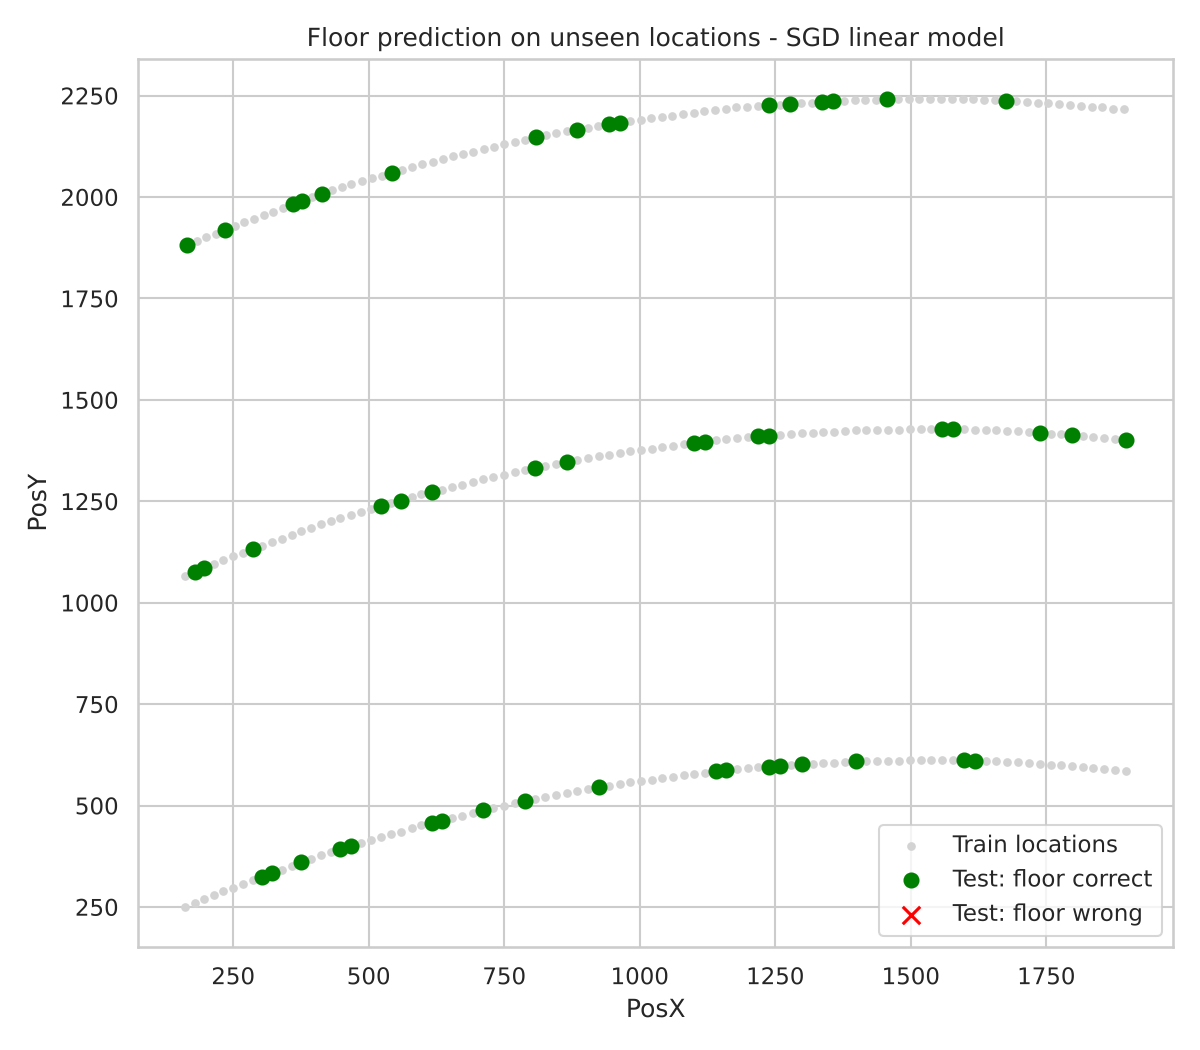 Floor prediction on unseen locations - SGD linear model
2250
2000
1750
1500
1250
1000
750
500
250
PosY
250 500 750 1000 1250 1500 1750
PosX
Train locations
Test: floor correct
Test: floor wrong